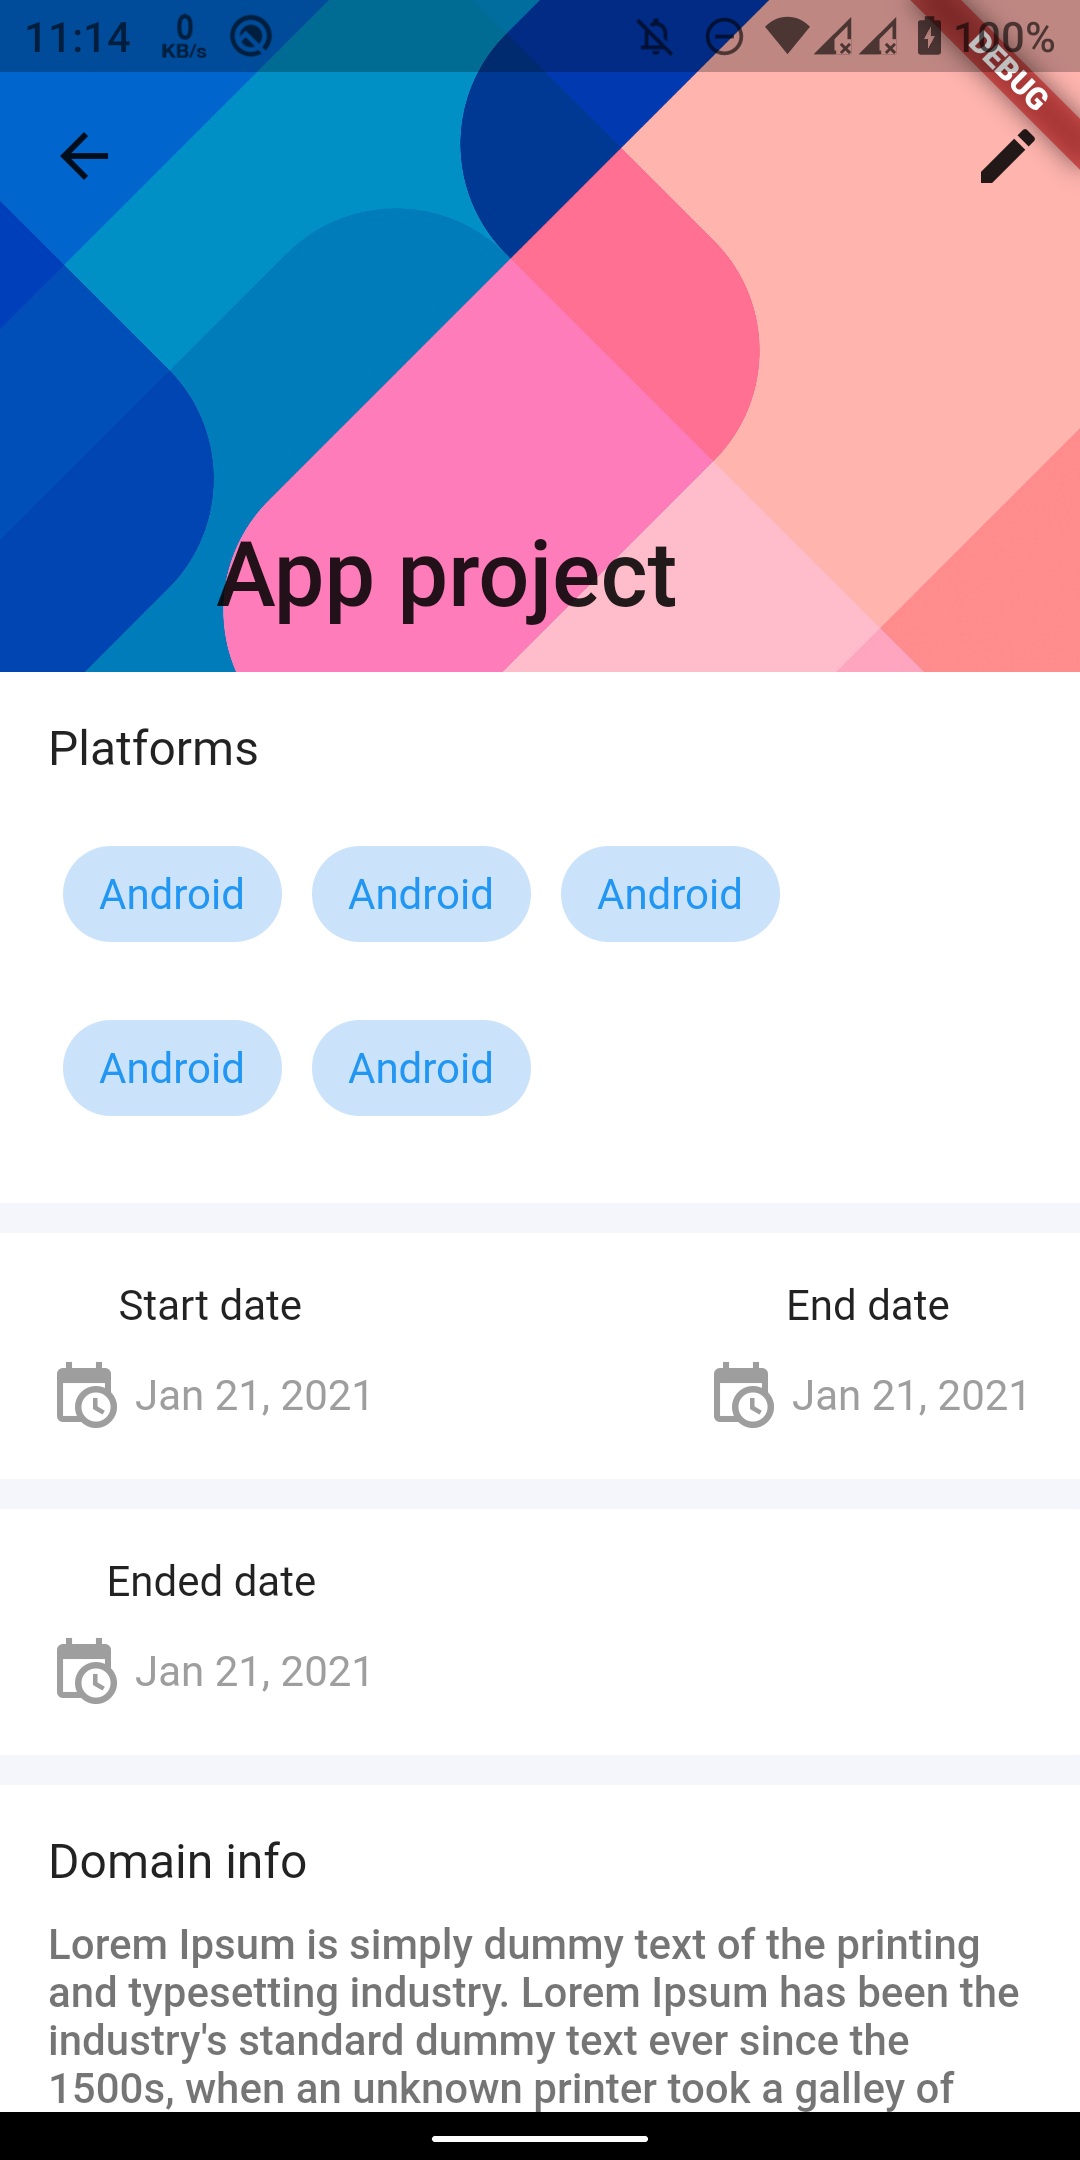 11:14 0 KB/s 100%
DEBUG
App project
Platforms
Android Android Android
Android Android
Start date End date
Jan 21, 2021 Jan 21, 2021
Ended date
Jan 21, 2021
Domain info
Lorem Ipsum is simply dummy text of the printing
and typesetting industry. Lorem Ipsum has been the
industry's standard dummy text ever since the
1500s, when an unknown printer took a galley of